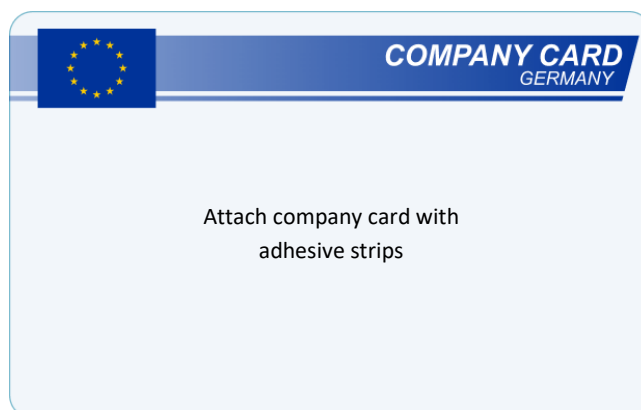 COMPANY CARD
GERMANY
Attach company card with
adhesive strips